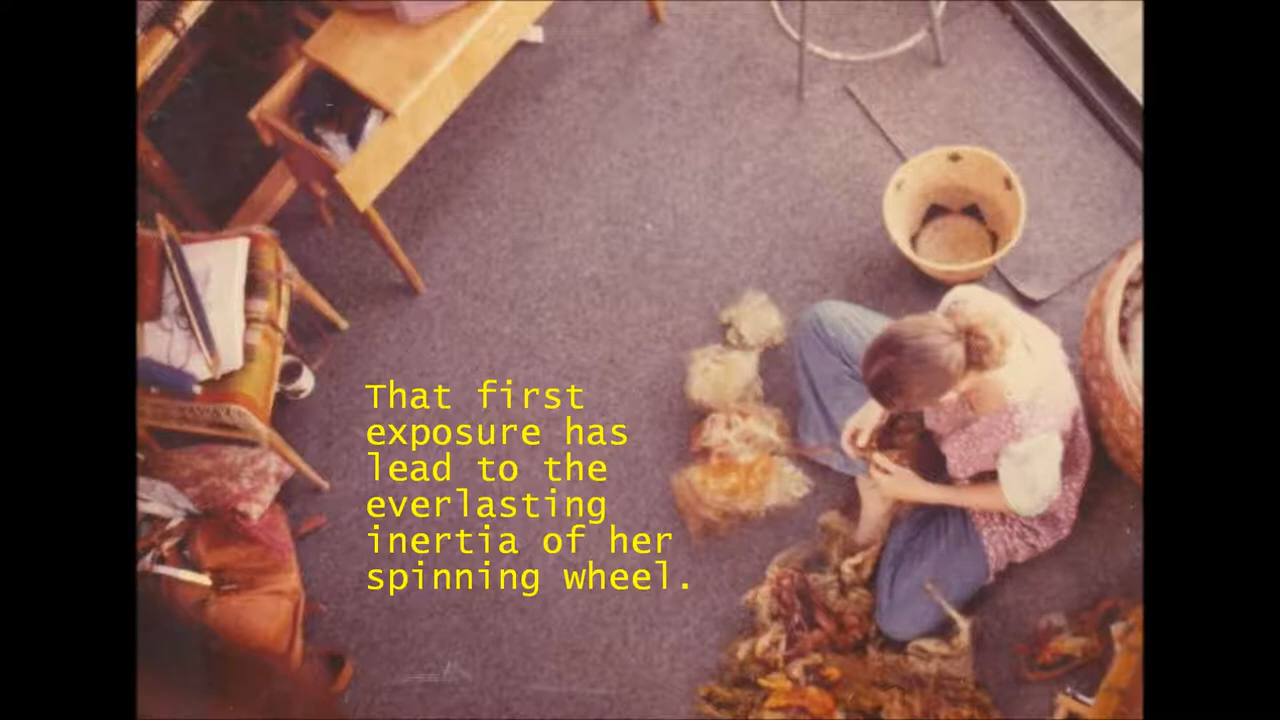 That first
exposure has
lead to the
everlasting
inertia of her
spinning wheel.